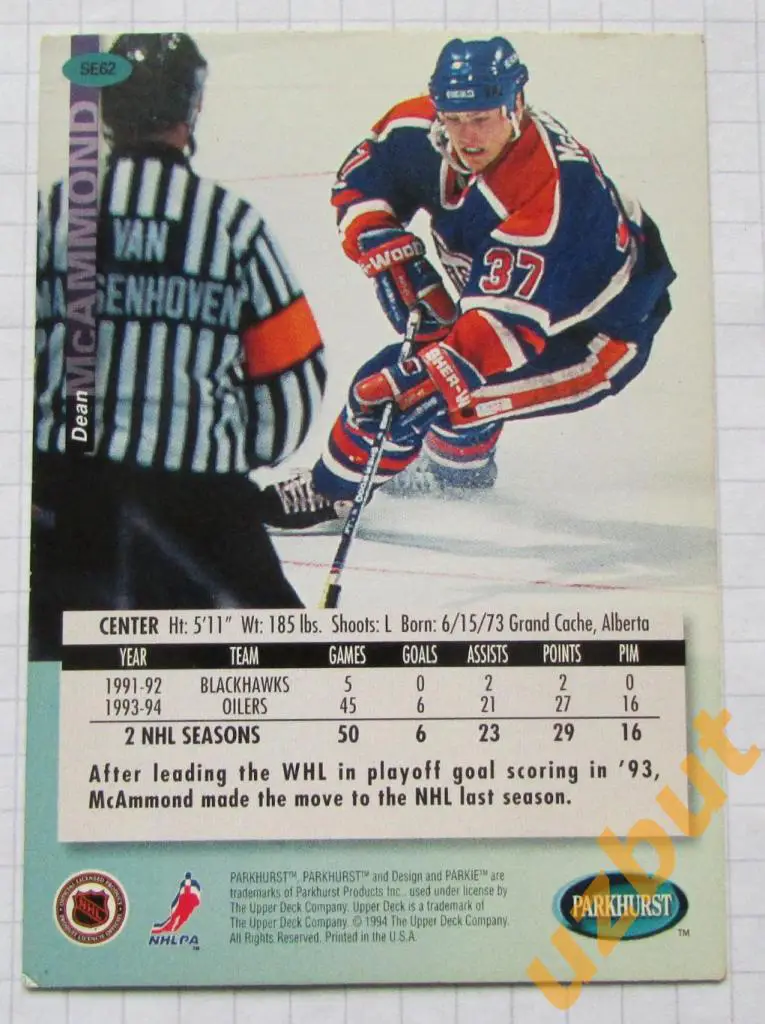 SE62
Dean McAMMOND
VAN
McC
37
SHER-W
CENTER Ht: 5'11" Wt: 185 lbs. Shoots: L Born: 6/15/73 Grand Cache, Alberta
YEAR TEAM GAMES GOALS ASSISTS POINTS PIM
1991-92 BLACKHAWKS 5 0 2 2 0
1993-94 OILERS 45 6 21 27 16
2 NHL SEASONS 50 6 23 29 16
After leading the WHL in playoff goal scoring in '93,
McAmmond made the move to the NHL last season.
NHL
NHLPA
PARKHURST™, PARKHURST™ and Design and PARKIE™ are
trademarks of Parkhurst Products Inc., used under license by
The Upper Deck Company. Upper Deck is a trademark of
The Upper Deck Company. © 1994 The Upper Deck Company.
All Rights Reserved. Printed in the U.S.A.
PARKHURST™
uzbut